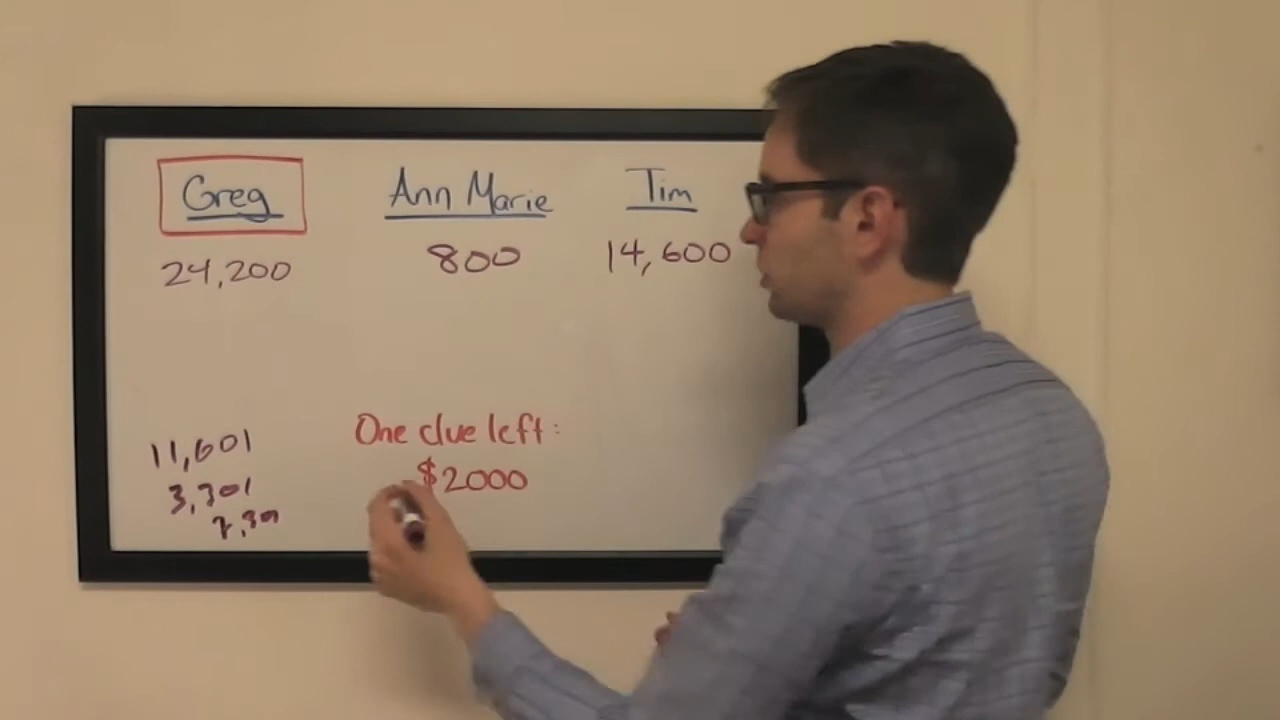 Greg
Ann Marie
Tim
24,200
800
14,600
11,601
One clue left:
3,301
$2000